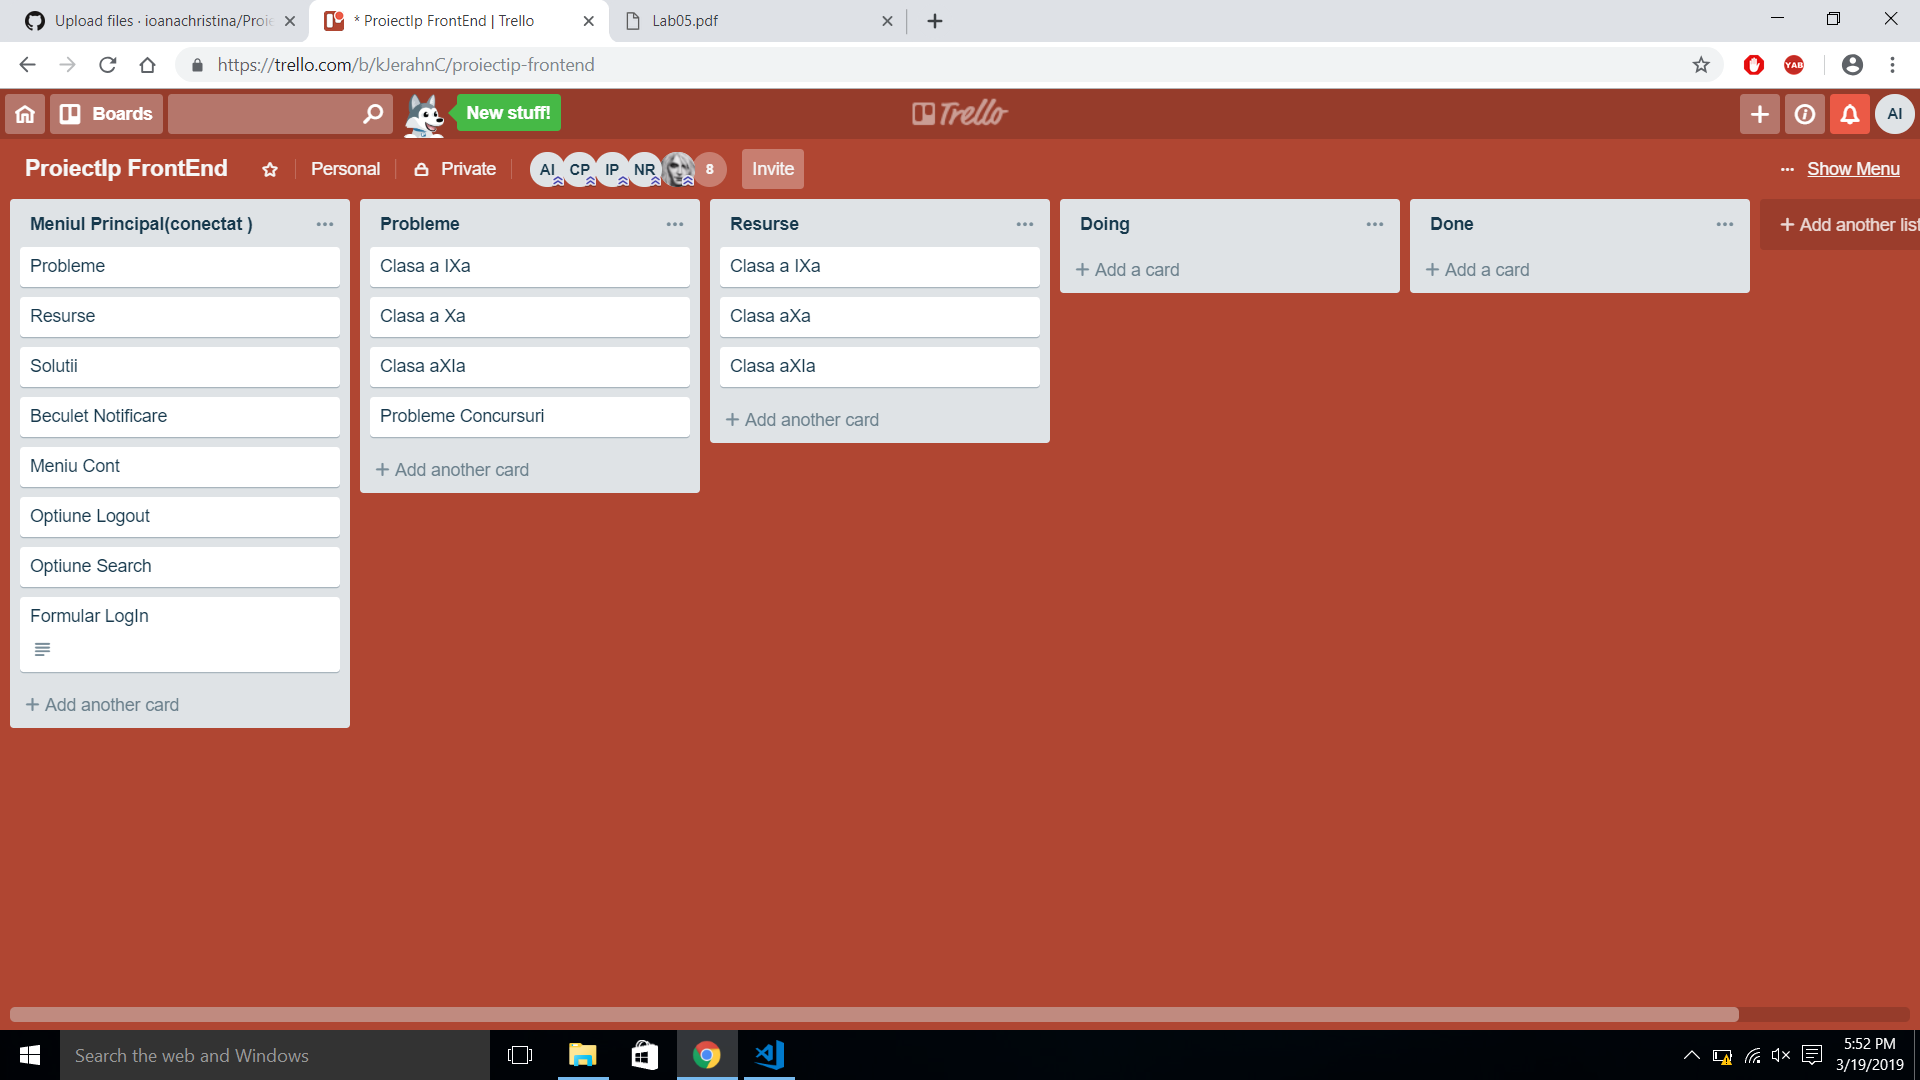 Upload files · ioanachristina/Proie
* ProiectIp FrontEnd | Trello
Lab05.pdf
https://trello.com/b/kJerahnC/proiectip-frontend
YAB
Boards
New stuff!
Trello
AI
ProiectIp FrontEnd
Personal
Private
AI
CP
IP
NR
8
Invite
Show Menu
Meniul Principal(conectat )
Probleme
Resurse
Solutii
Beculet Notificare
Meniu Cont
Optiune Logout
Optiune Search
Formular LogIn
+ Add another card
Probleme
Clasa a IXa
Clasa a Xa
Clasa aXIa
Probleme Concursuri
+ Add another card
Resurse
Clasa a IXa
Clasa aXa
Clasa aXIa
+ Add another card
Doing
+ Add a card
Done
+ Add a card
+ Add another list
Search the web and Windows
5:52 PM
3/19/2019